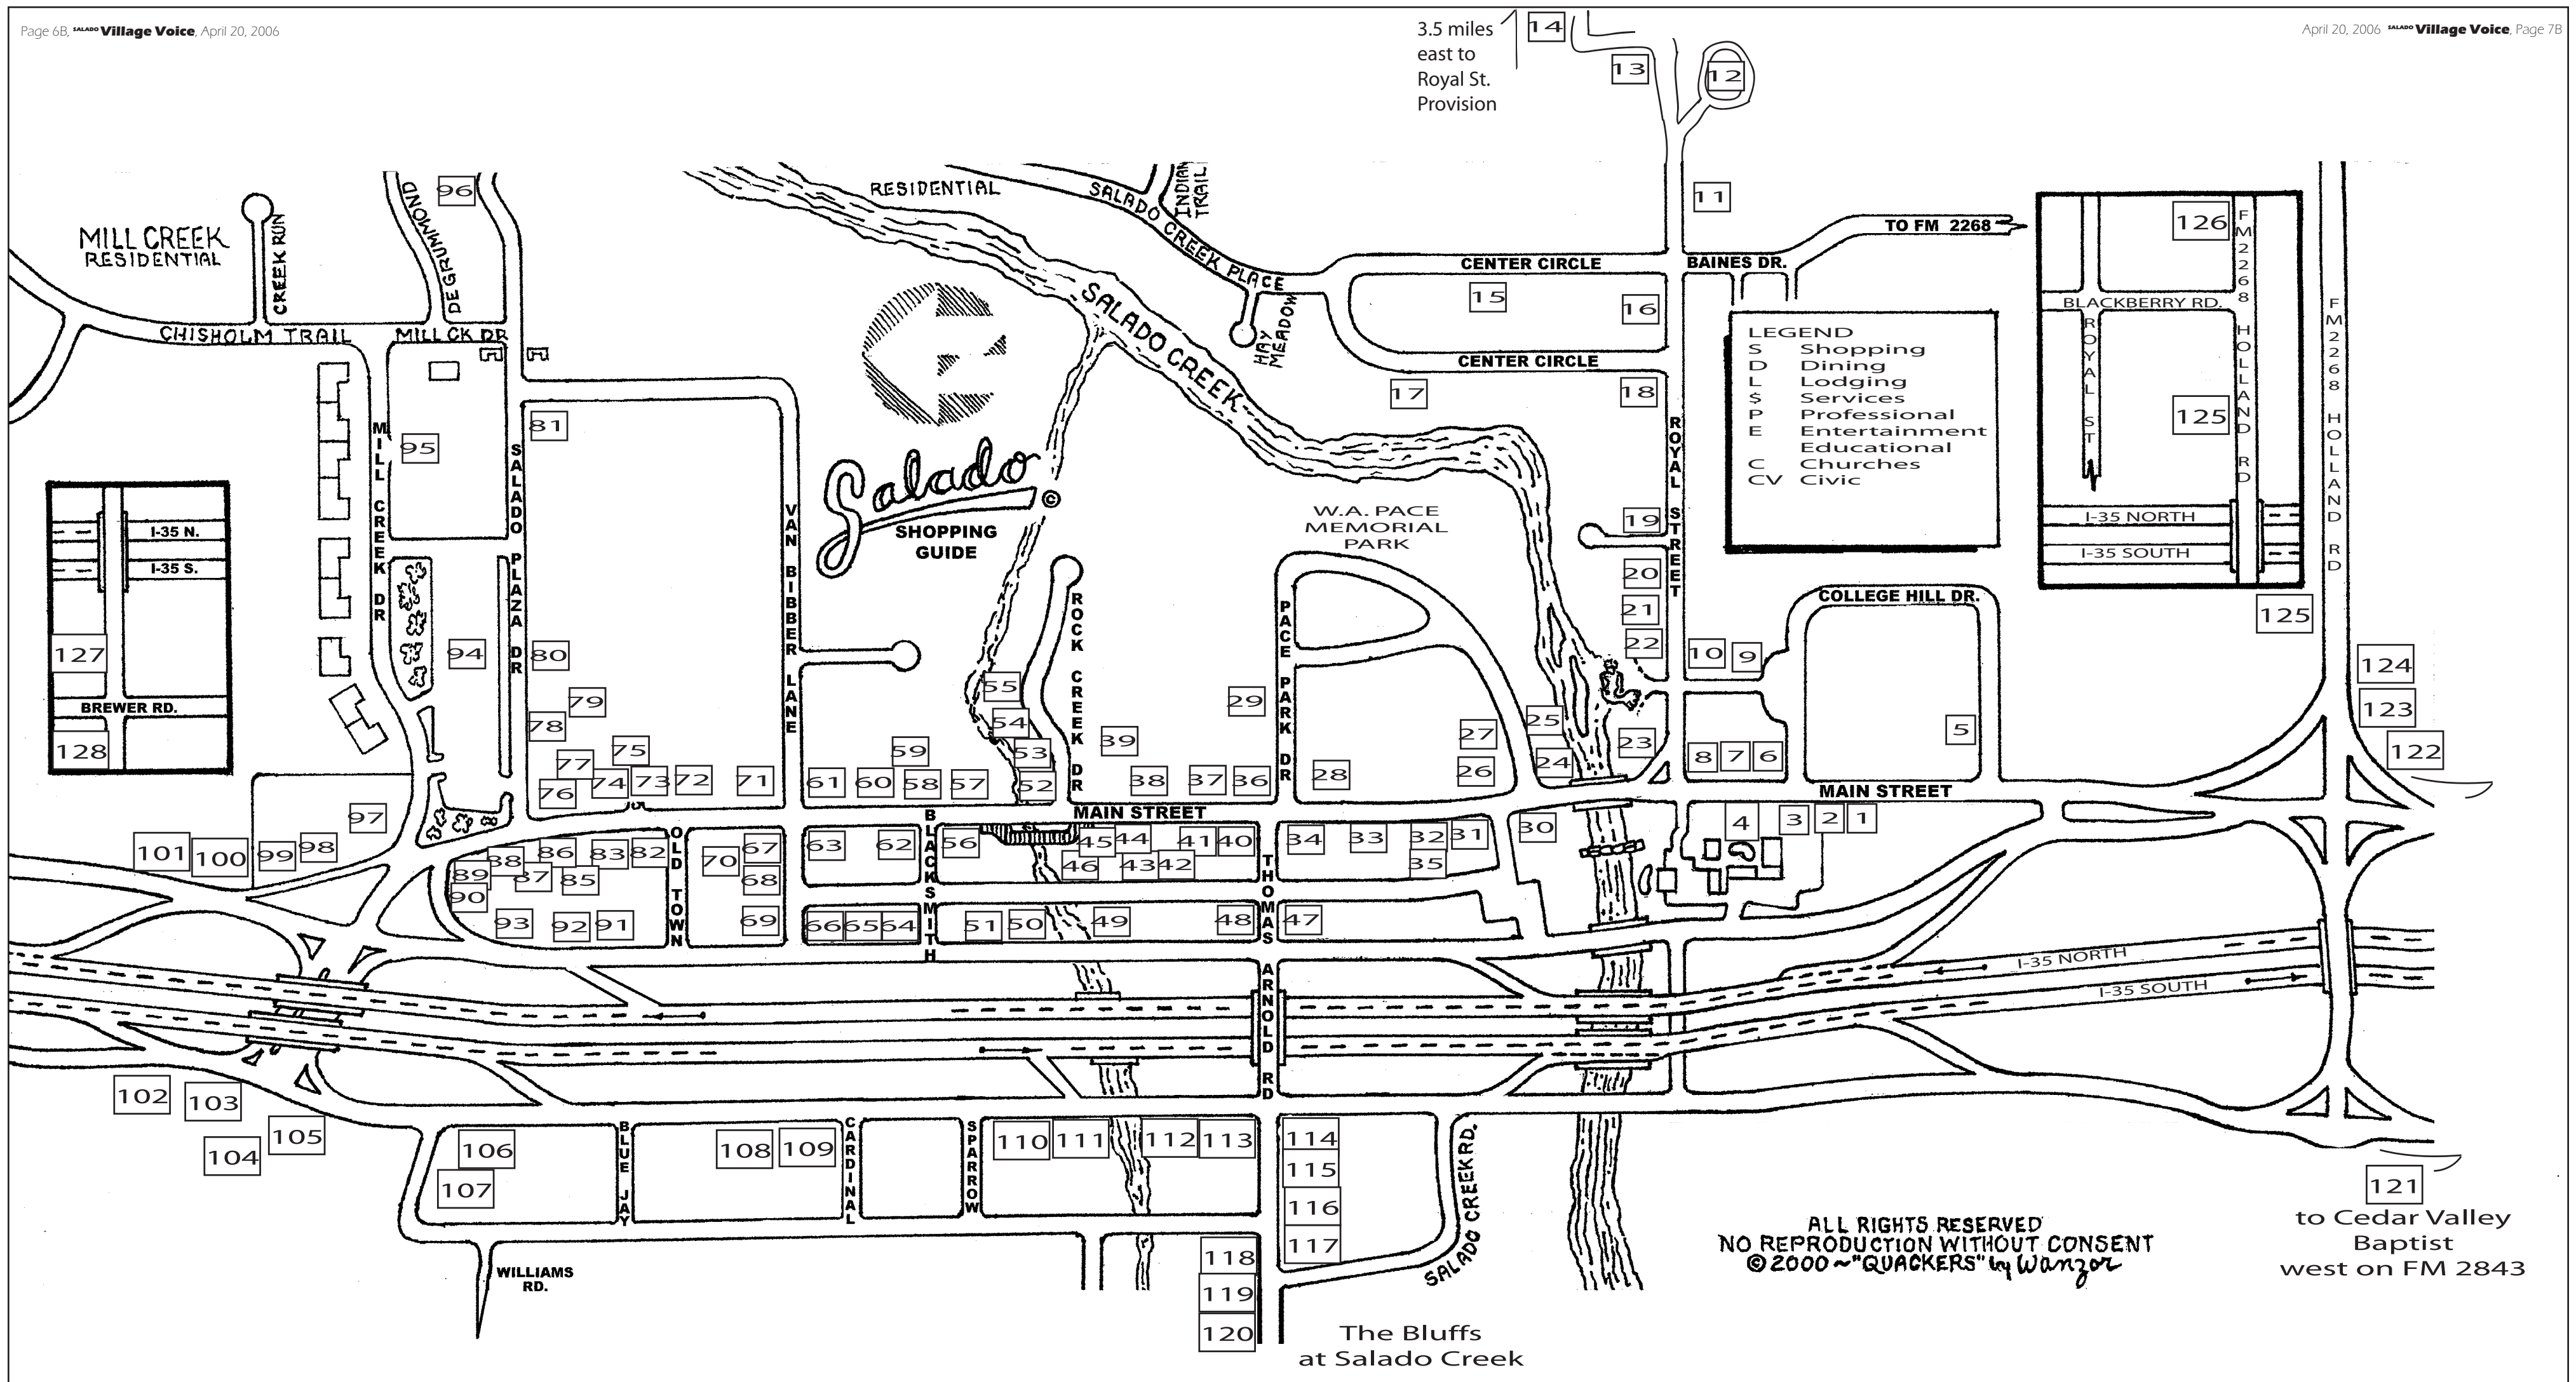 Page 6B, SALADO Village Voice, April 20, 2006
April 20, 2006 SALADO Village Voice, Page 7B
3.5 miles
east to
Royal St.
Provision
14
13
12
11
96
RESIDENTIAL
SALADO CREEK PLACE
INDIAN
TRAIL
MILL CREEK
RESIDENTIAL
CREEK RUN
DEGRUMMOND
CHISHOLM TRAIL
MILL CK DR
TO FM 2268
CENTER CIRCLE
BAINES DR.
15
16
HAY
MEADOW
SALADO CREEK
CENTER CIRCLE
17
18
LEGEND
S Shopping
D Dining
L Lodging
$ Services
P Professional
E Entertainment
Educational
C Churches
CV Civic
126
FM2268 HOLLAND RD
BLACKBERRY RD.
ROYAL ST
125
I-35 NORTH
I-35 SOUTH
FM2268 HOLLAND RD
125
81
95
MILL CREEK DR
SALADO PLAZA DR
VAN BIBBER LANE
Salado
©
SHOPPING
GUIDE
W.A. PACE
MEMORIAL
PARK
ROYAL STREET
19
20
21
22
10
9
COLLEGE HILL DR.
I-35 N.
I-35 S.
127
BREWER RD.
128
94
80
79
78
77
76
75
74
73
72
71
ROCK CREEK DR
PACE PARK DR
55
54
53
52
39
29
27
26
25
24
23
8
7
6
5
124
123
122
61
60
59
58
57
38
37
36
28
MAIN STREET
MAIN STREET
97
98
99
100
101
OLD TOWN
BLACKSMITH
THOMAS ARNOLD RD
89
88
86
83
82
87
85
90
93
92
91
70
67
68
69
63
62
56
45
44
41
40
46
43
42
34
33
32
31
35
30
4
3
2
1
66
65
64
51
50
49
48
47
I-35 NORTH
I-35 SOUTH
102
103
104
105
106
107
BLUE JAY
108
109
CARDINAL
SPARROW
110
111
112
113
114
115
116
117
118
119
120
SALADO CREEK RD.
WILLIAMS
RD.
The Bluffs
at Salado Creek
ALL RIGHTS RESERVED
NO REPRODUCTION WITHOUT CONSENT
© 2000 ~ "QUACKERS" by Wanzor
121
to Cedar Valley
Baptist
west on FM 2843